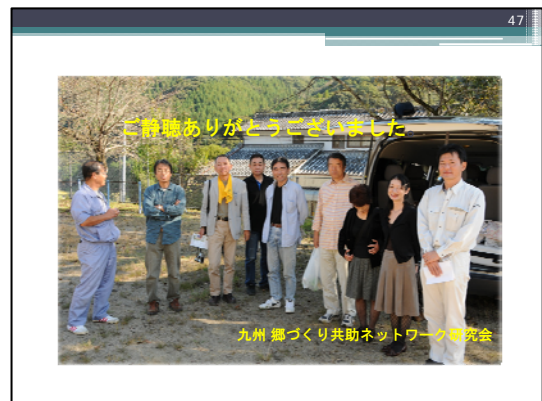 47
ご静聴ありがとうございました
九州 郷づくり共助ネットワーク研究会